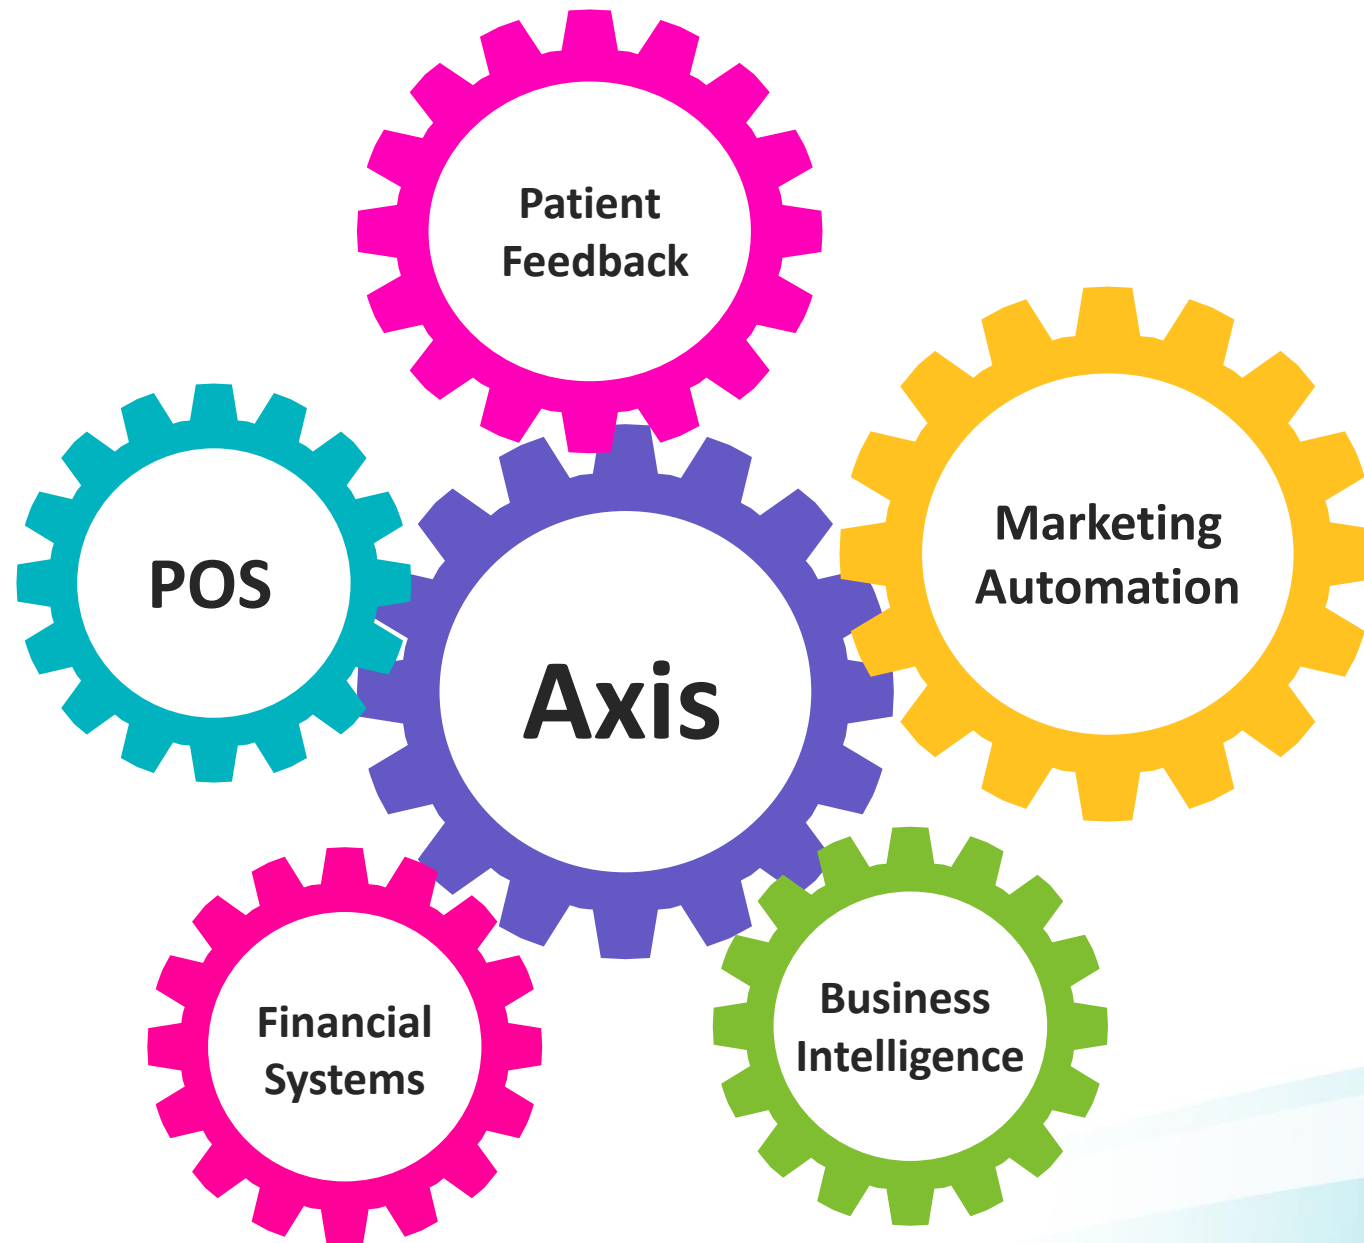 Patient
Feedback
Marketing
Automation
POS
Axis
Financial
Systems
Business
Intelligence